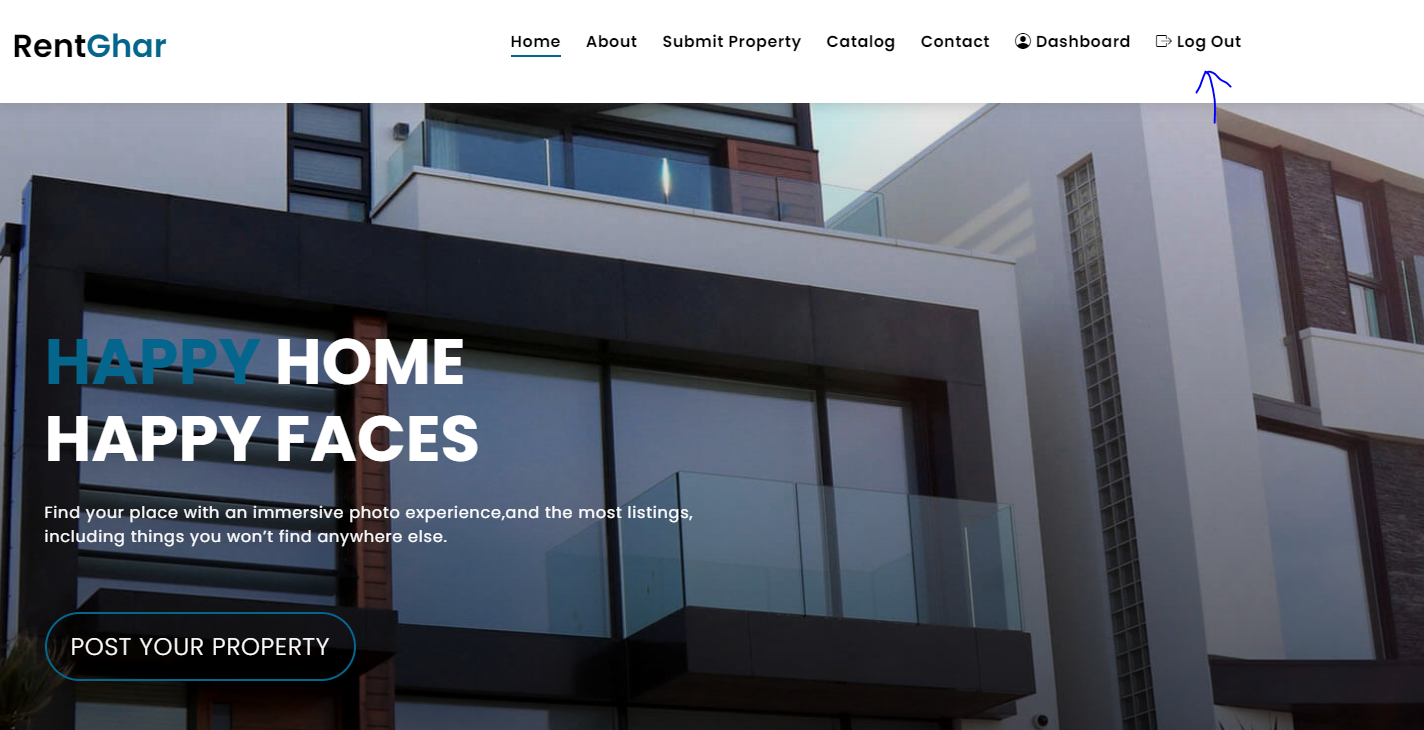 RentGhar
Home About Submit Property Catalog Contact Dashboard Log Out
HAPPY HOME
HAPPY FACES
Find your place with an immersive photo experience,and the most listings,
including things you won’t find anywhere else.
POST YOUR PROPERTY